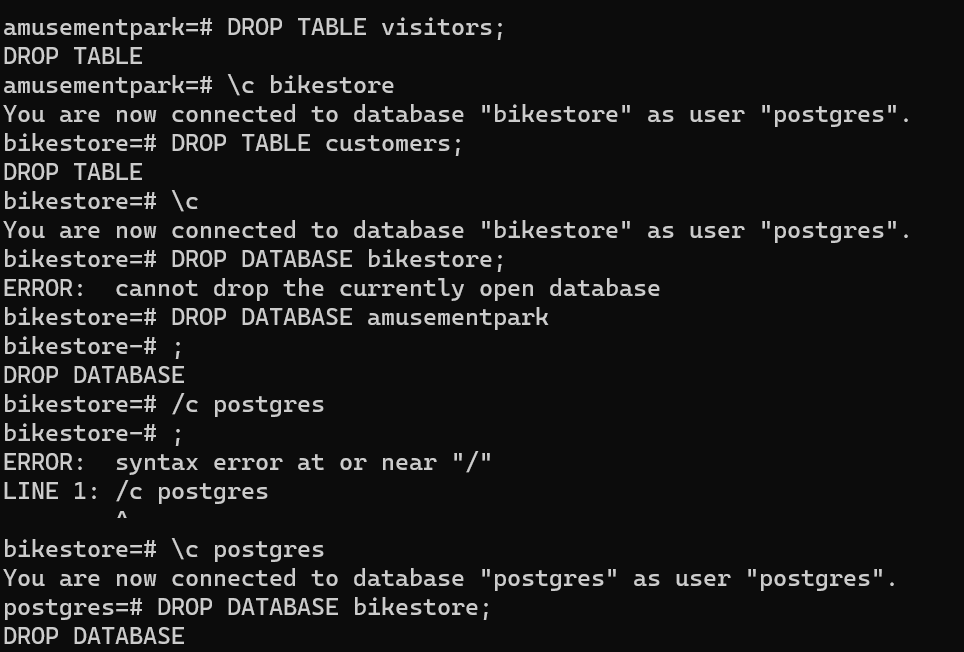 amusementpark=# DROP TABLE visitors;
DROP TABLE
amusementpark=# \c bikestore
You are now connected to database "bikestore" as user "postgres".
bikestore=# DROP TABLE customers;
DROP TABLE
bikestore=# \c
You are now connected to database "bikestore" as user "postgres".
bikestore=# DROP DATABASE bikestore;
ERROR:  cannot drop the currently open database
bikestore=# DROP DATABASE amusementpark
bikestore-# ;
DROP DATABASE
bikestore=# /c postgres
bikestore-# ;
ERROR:  syntax error at or near "/"
LINE 1: /c postgres
        ^
bikestore=# \c postgres
You are now connected to database "postgres" as user "postgres".
postgres=# DROP DATABASE bikestore;
DROP DATABASE